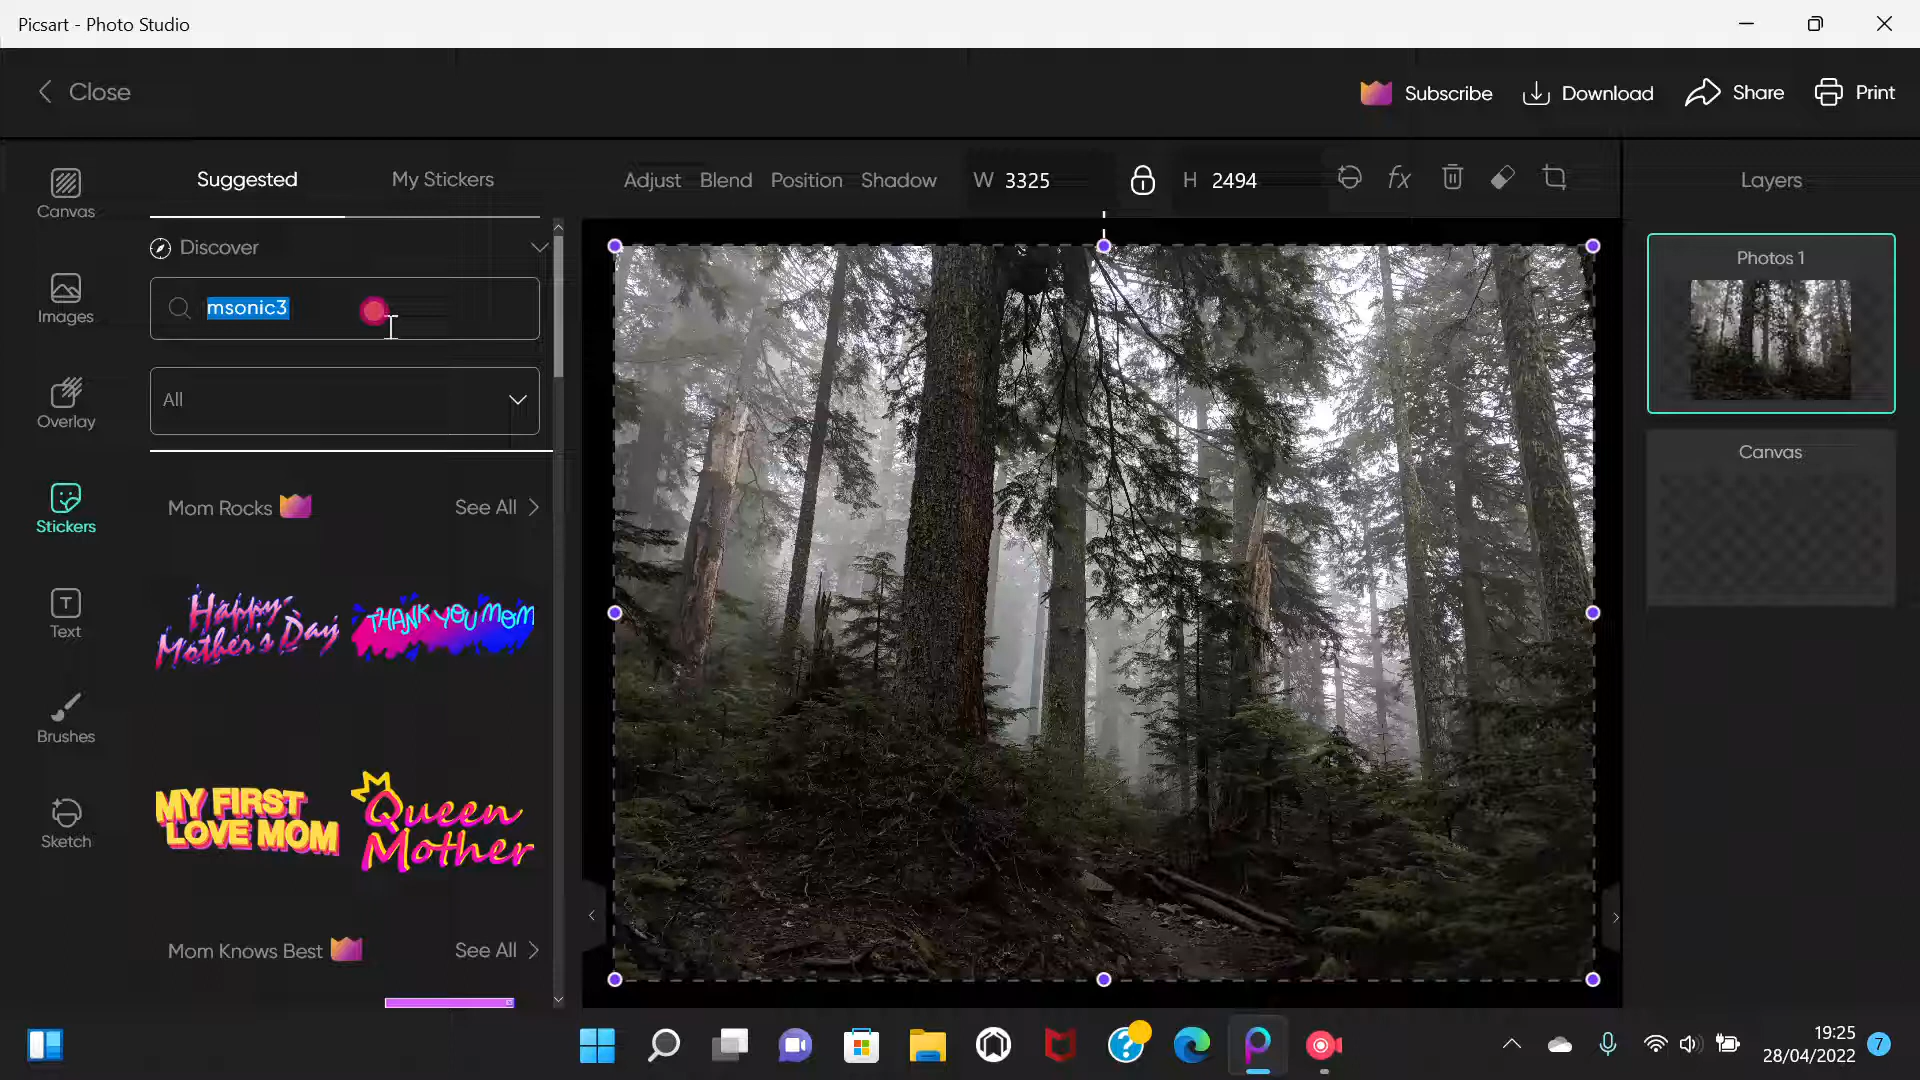 Picsart - Photo Studio
Close
Subscribe
Download
Share
Print
Canvas
Images
Overlay
Stickers
Text
Brushes
Sketch
Suggested
My Stickers
Discover
msonic3
All
Mom Rocks
See All
Happy Mother's Day
THANK YOU MOM
MY FIRST
LOVE MOM
Queen
Mother
Mom Knows Best
See All
Adjust
Blend
Position
Shadow
W 3325
H 2494
fx
Layers
Photos 1
Canvas
19:25
28/04/2022
7